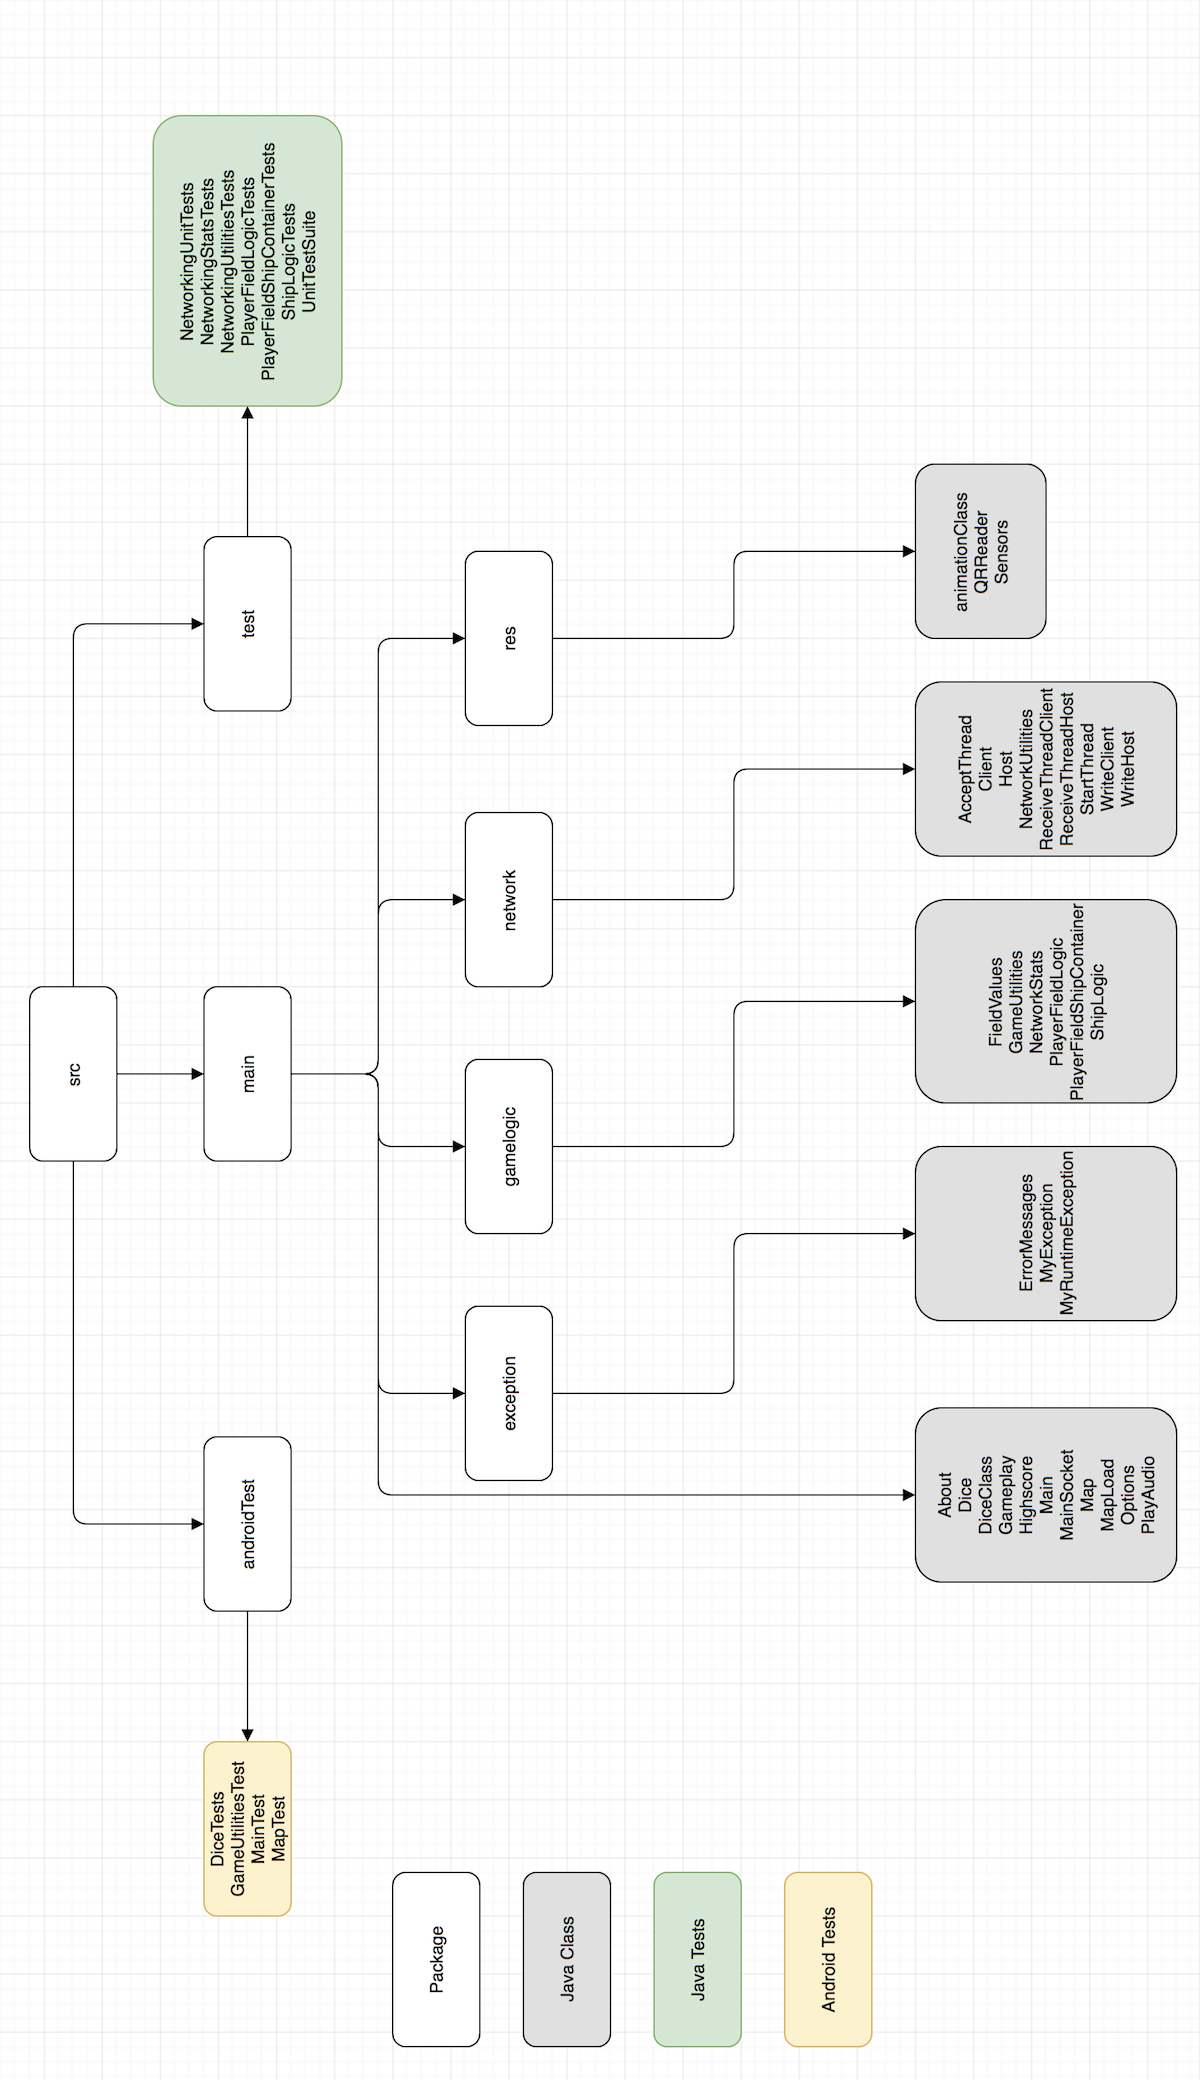 src
androidTest
main
test
DiceTests
GameUtilitiesTest
MainTest
MapTest
NetworkingUnitTests
NetworkingStatsTests
NetworkingUtilitiesTests
PlayerFieldLogicTests
PlayerFieldShipContainerTests
ShipLogicTests
UnitTestSuite
exception
gamelogic
network
res
About
Dice
DiceClass
Gameplay
Highscore
Main
MainSocket
Map
MapLoad
Options
PlayAudio
ErrorMessages
MyException
MyRuntimeException
FieldValues
GameUtilities
NetworkStats
PlayerFieldLogic
PlayerFieldShipContainer
ShipLogic
AcceptThread
Client
Host
NetworkUtilities
ReceiveThreadClient
ReceiveThreadHost
StartThread
WriteClient
WriteHost
animationClass
QRReader
Sensors
Package
Java Class
Java Tests
Android Tests